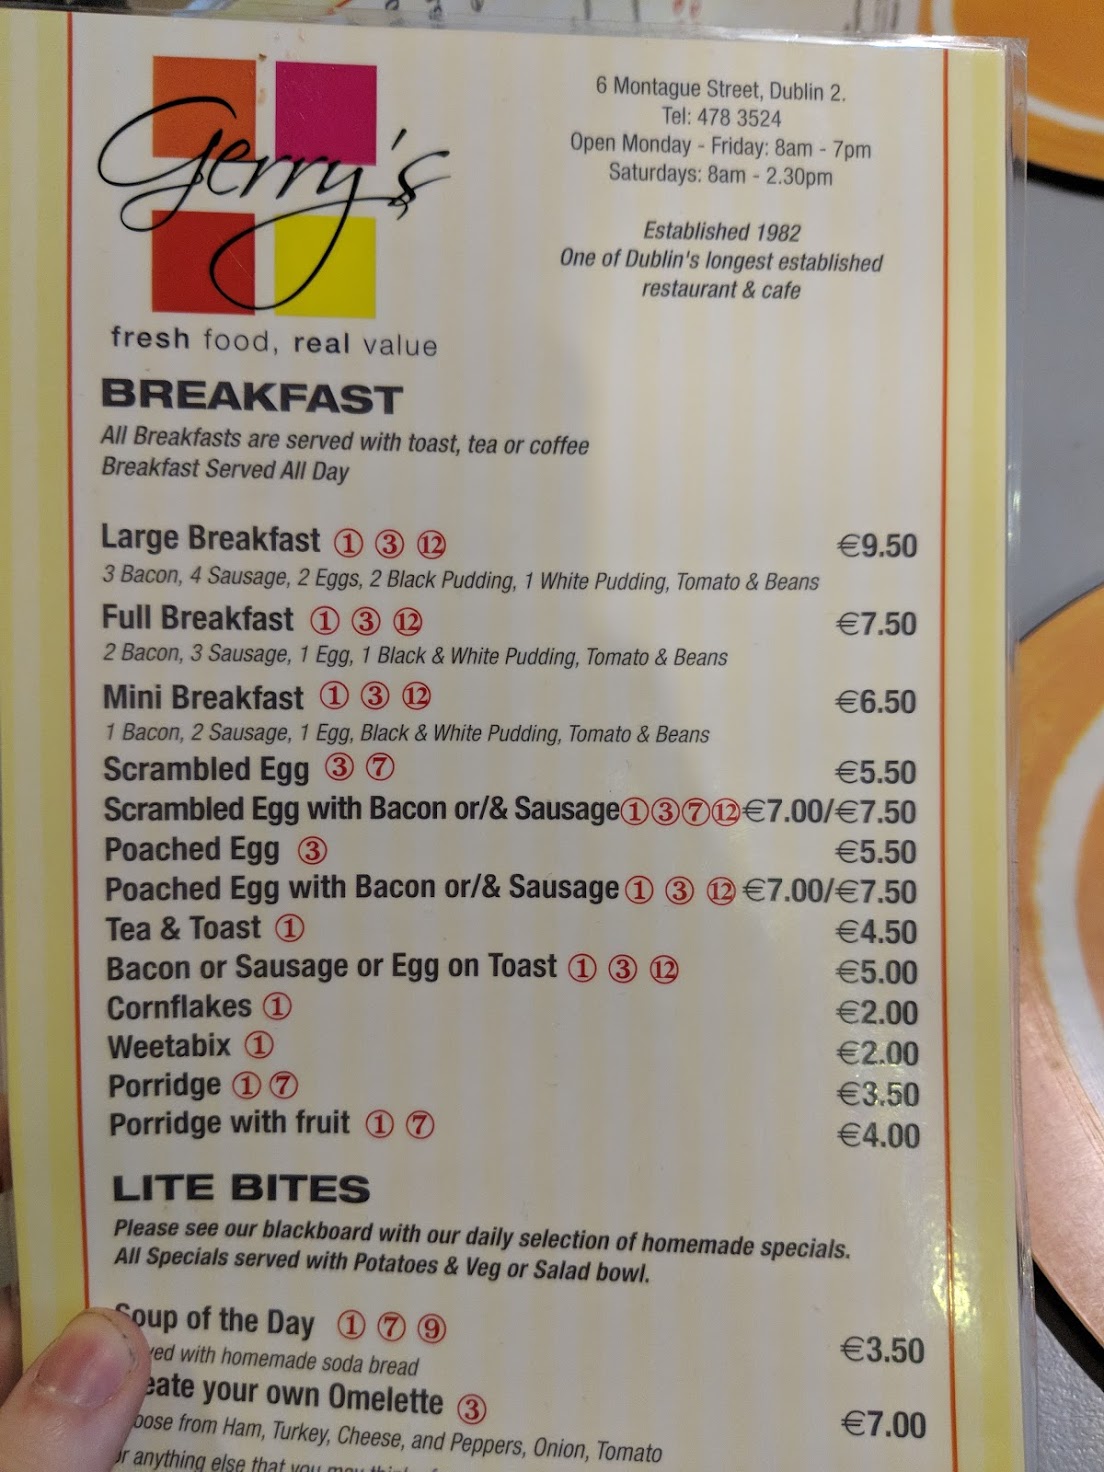 Gerry's
fresh food, real value
6 Montague Street, Dublin 2.
Tel: 478 3524
Open Monday - Friday: 8am - 7pm
Saturdays: 8am - 2.30pm
Established 1982
One of Dublin's longest established
restaurant & cafe
BREAKFAST
All Breakfasts are served with toast, tea or coffee
Breakfast Served All Day
Large Breakfast ① ③ ⑫ €9.50
3 Bacon, 4 Sausage, 2 Eggs, 2 Black Pudding, 1 White Pudding, Tomato & Beans
Full Breakfast ① ③ ⑫ €7.50
2 Bacon, 3 Sausage, 1 Egg, 1 Black & White Pudding, Tomato & Beans
Mini Breakfast ① ③ ⑫ €6.50
1 Bacon, 2 Sausage, 1 Egg, Black & White Pudding, Tomato & Beans
Scrambled Egg ③ ⑦ €5.50
Scrambled Egg with Bacon or/& Sausage ① ③ ⑦ ⑫ €7.00/€7.50
Poached Egg ③ €5.50
Poached Egg with Bacon or/& Sausage ① ③ ⑫ €7.00/€7.50
Tea & Toast ① €4.50
Bacon or Sausage or Egg on Toast ① ③ ⑫ €5.00
Cornflakes ① €2.00
Weetabix ① €2.00
Porridge ① ⑦ €3.50
Porridge with fruit ① ⑦ €4.00
LITE BITES
Please see our blackboard with our daily selection of homemade specials.
All Specials served with Potatoes & Veg or Salad bowl.
Soup of the Day ① ⑦ ⑨ €3.50
with homemade soda bread
your own Omelette ③ €7.00
from Ham, Turkey, Cheese, and Peppers, Onion, Tomato
or anything else that you may